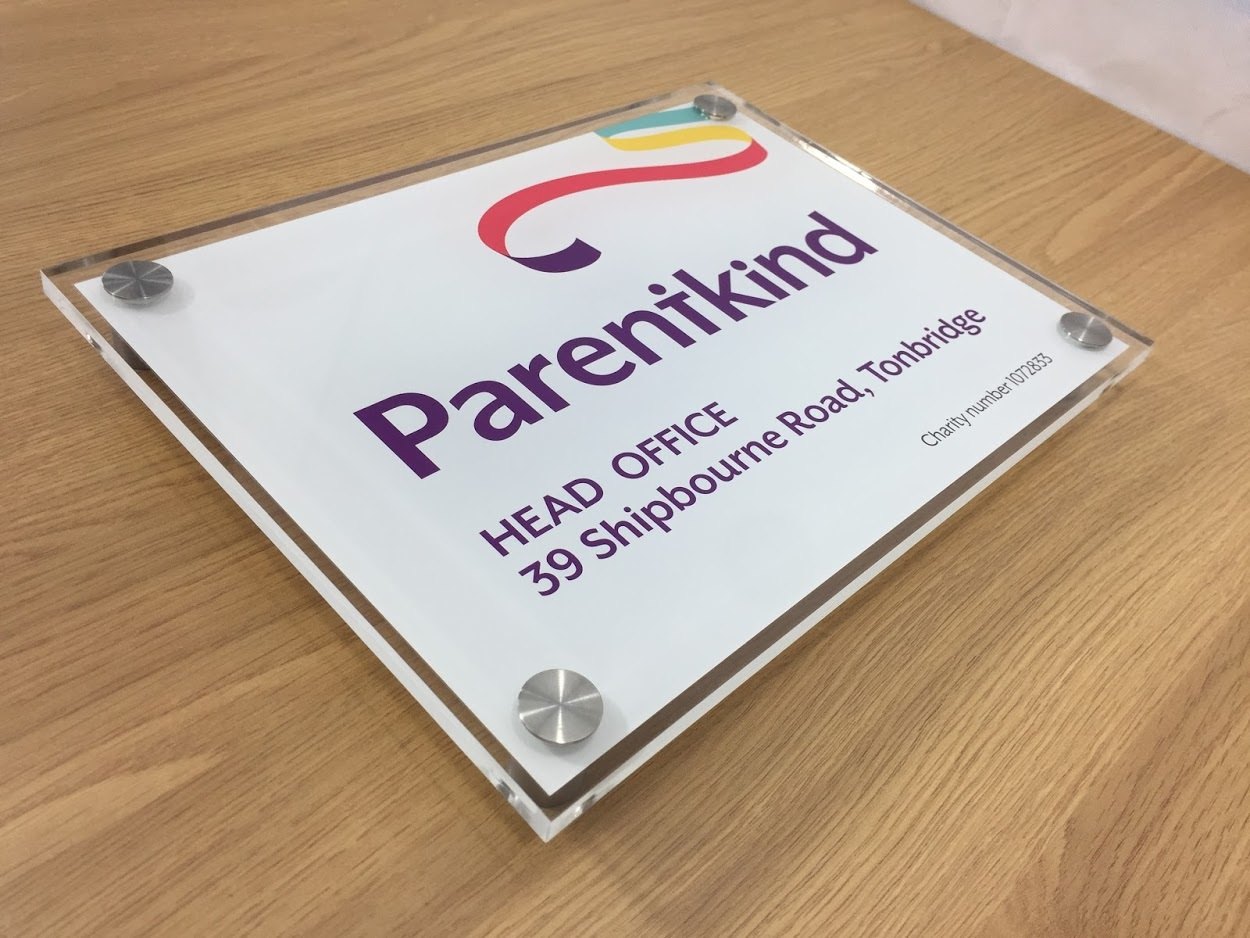 Parentkind
HEAD OFFICE
39 Shipbourne Road, Tonbridge
Charity number 1072833